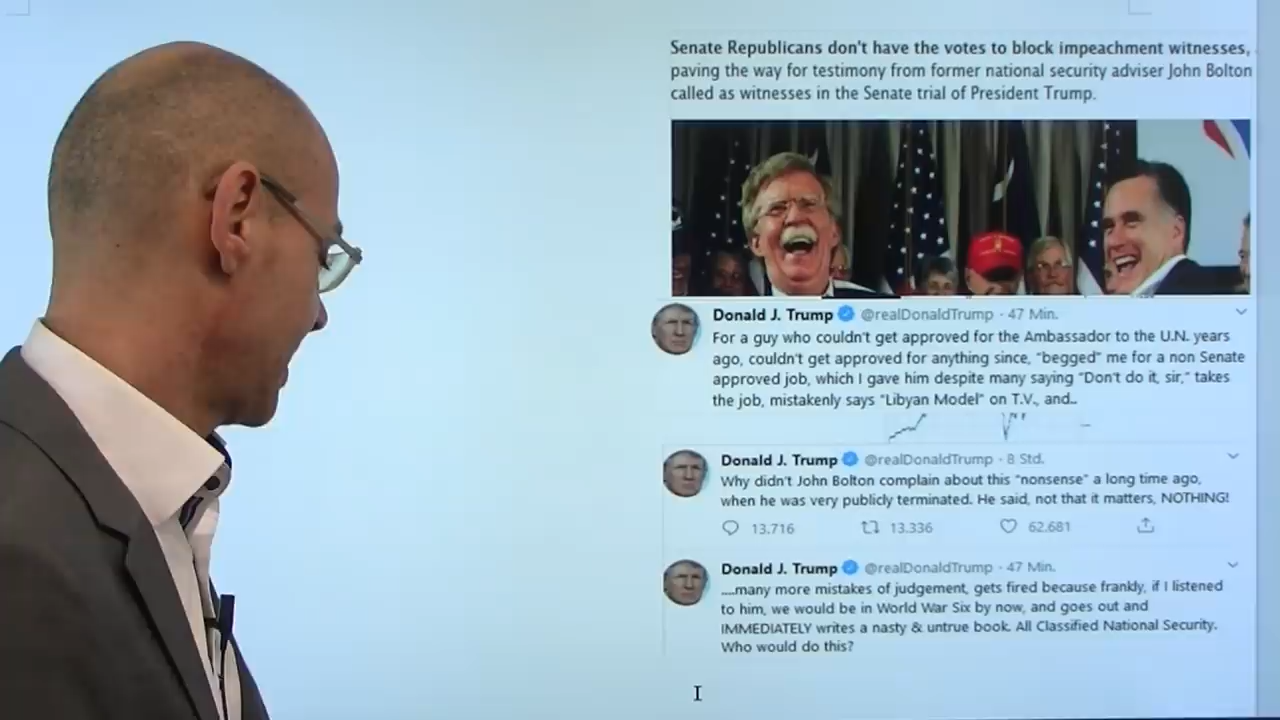 Senate Republicans don't have the votes to block impeachment witnesses,
paving the way for testimony from former national security adviser John Bolton
called as witnesses in the Senate trial of President Trump.
Donald J. Trump @realDonaldTrump · 47 Min.
For a guy who couldn't get approved for the Ambassador to the U.N. years
ago, couldn't get approved for anything since, "begged" me for a non Senate
approved job, which I gave him despite many saying "Don't do it, sir," takes
the job, mistakenly says "Libyan Model" on T.V., and..
Donald J. Trump @realDonaldTrump · 8 Std.
Why didn't John Bolton complain about this "nonsense" a long time ago,
when he was very publicly terminated. He said, not that it matters, NOTHING!
13.716 13.336 62.681
Donald J. Trump @realDonaldTrump · 47 Min.
....many more mistakes of judgement, gets fired because frankly, if I listened
to him, we would be in World War Six by now, and goes out and
IMMEDIATELY writes a nasty & untrue book. All Classified National Security.
Who would do this?